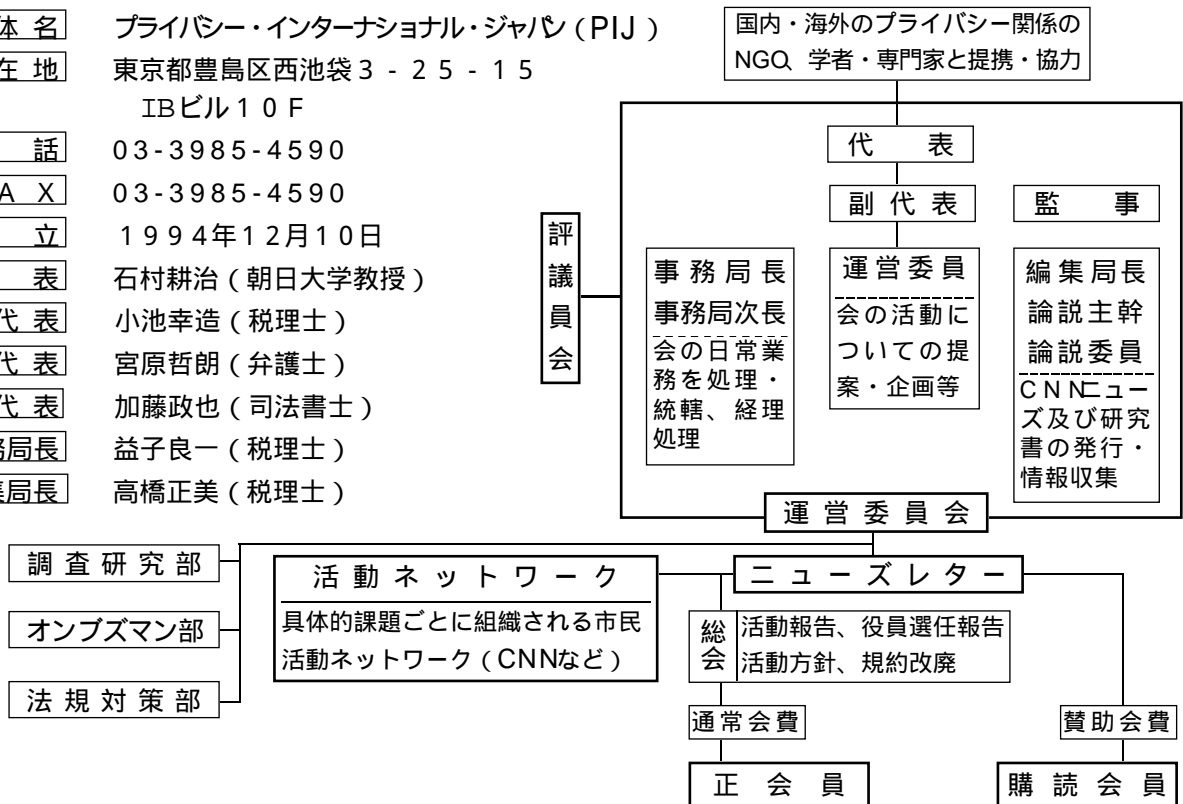 体 名 プライバシー・インターナショナル・ジャパン（PIJ）
在 地 東京都豊島区西池袋３‐２５‐１５
IBビル１０Ｆ
話 03-3985-4590
A X 03-3985-4590
立 １９９４年１２月１０日
表 石村耕治（朝日大学教授）
代 表 小池幸造（税理士）
代 表 宮原哲朗（弁護士）
代 表 加藤政也（司法書士）
務局長 益子良一（税理士）
集局長 高橋正美（税理士）
国内・海外のプライバシー関係の
NGO、学者・専門家と提携・協力
評議員会
代 表
副 代 表
監 事
事 務 局 長
事務局次長
会の日常業
務を処理・
統轄、経理
処理
運営委員
会の活動に
ついての提
案・企画等
編集局長
論説主幹
論説委員
ＣＮＮニュー
ズ及び研究
書の発行・
情報収集
運 営 委 員 会
調 査 研 究 部
オンブズマン部
法 規 対 策 部
活 動 ネ ッ ト ワ ー ク
具体的課題ごとに組織される市民
活動ネットワーク（CNNなど）
ニ ュ ー ズ レ タ ー
総会
活動報告、役員選任報告
活動方針、規約改廃
通常会費
賛助会費
正 会 員
購 読 会 員